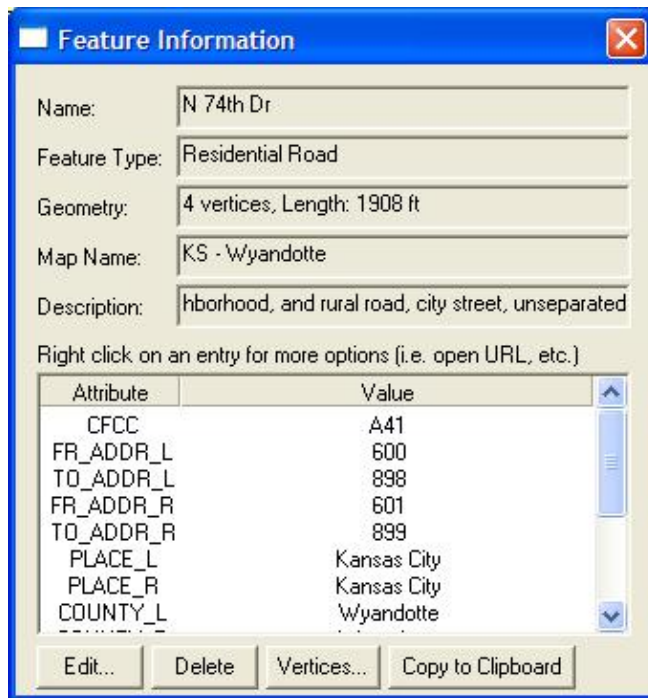 Feature Information
Name: N 74th Dr
Feature Type: Residential Road
Geometry: 4 vertices, Length: 1908 ft
Map Name: KS - Wyandotte
Description: hborhood, and rural road, city street, unseparated
Right click on an entry for more options (i.e. open URL, etc.)
Attribute Value
CFCC A41
FR_ADDR_L 600
TO_ADDR_L 898
FR_ADDR_R 601
TO_ADDR_R 899
PLACE_L Kansas City
PLACE_R Kansas City
COUNTY_L Wyandotte
Edit... Delete Vertices... Copy to Clipboard